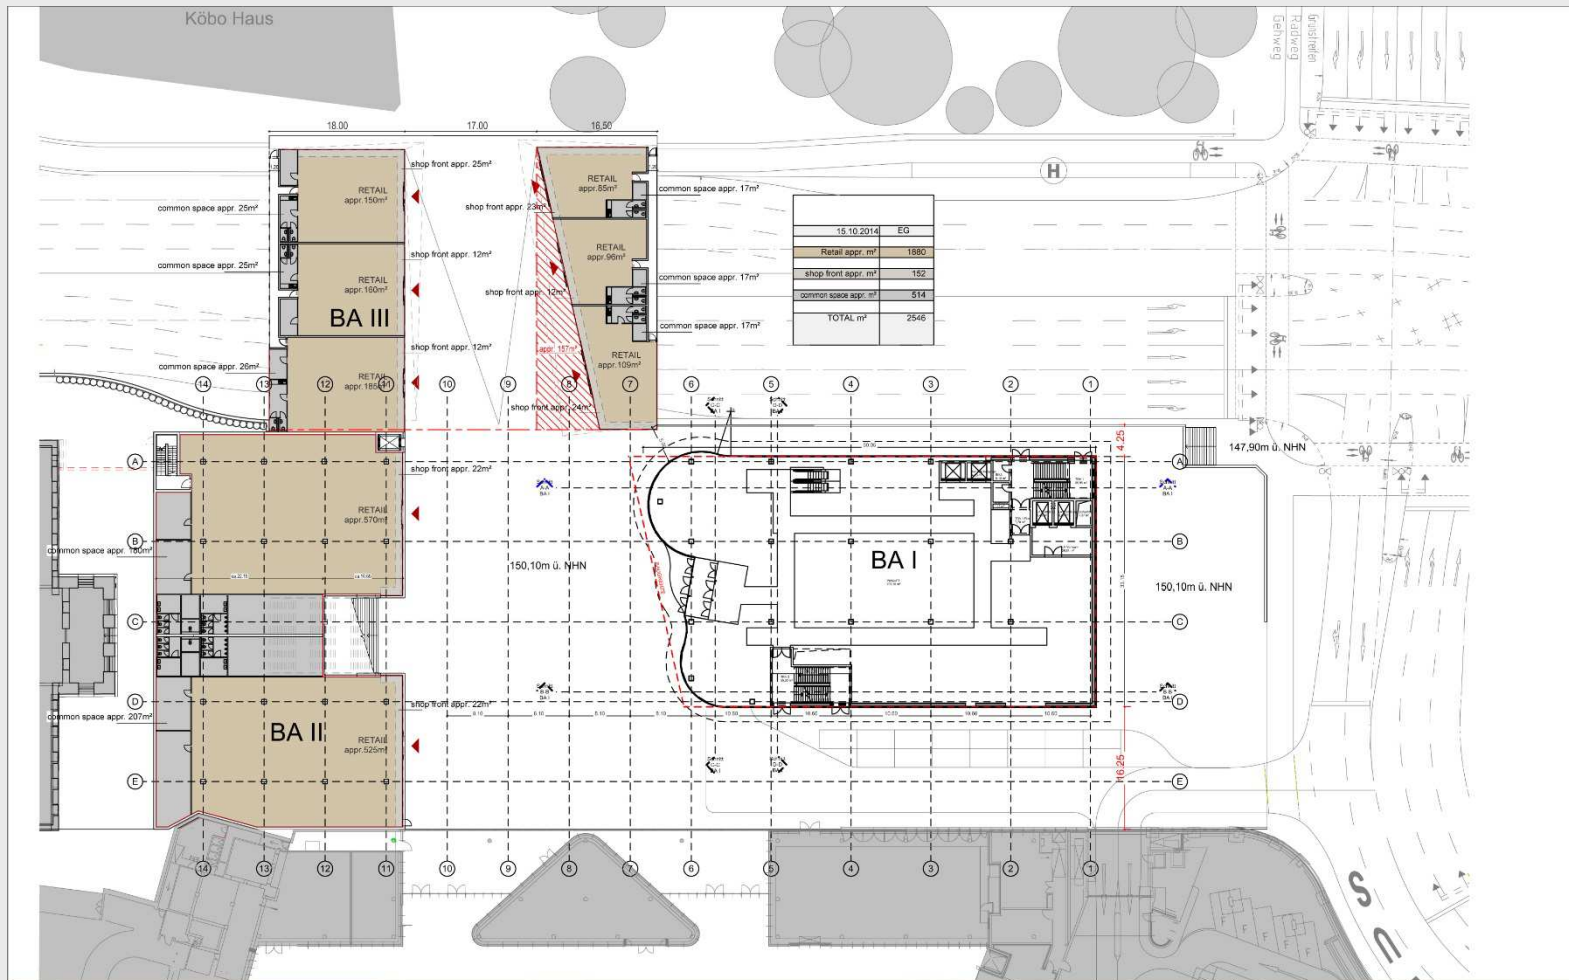 Köbo Haus
Gehweg
Radweg
Grünstreifen
18.00
17.00
16.50
H
shop front appr. 25m²
RETAIL
appr.150m²
common space appr. 25m²
shop front appr. 12m²
common space appr. 25m²
RETAIL
appr.160m²
BA III
shop front appr. 12m²
common space appr. 26m²
RETAIL
appr.185m²
RETAIL
appr.85m²
common space appr. 17m²
shop front appr. 23m²
RETAIL
appr.96m²
common space appr. 17m²
shop front appr. 12m²
common space appr. 17m²
appr. 157m²
RETAIL
appr.109m²
shop front appr. 24m²
15.10.2014 EG
Retail appr. m² 1880
shop front appr. m² 152
common space appr. m² 514
TOTAL m² 2546
14 13 12 11 10 9 8 7 6 5 4 3 2 1
4.25
147,90m ü. NHN
A A
shop front appr. 22m²
RETAIL
appr.570m²
B B
common space appr. 180m²
150,10m ü. NHN
BA I
150,10m ü. NHN
C C
D D
shop front appr. 22m²
common space appr. 207m²
BA II
RETAIL
appr.525m²
16.25
E E
14 13 12 11 10 9 8 7 6 5 4 3 2 1
F F F F
S U